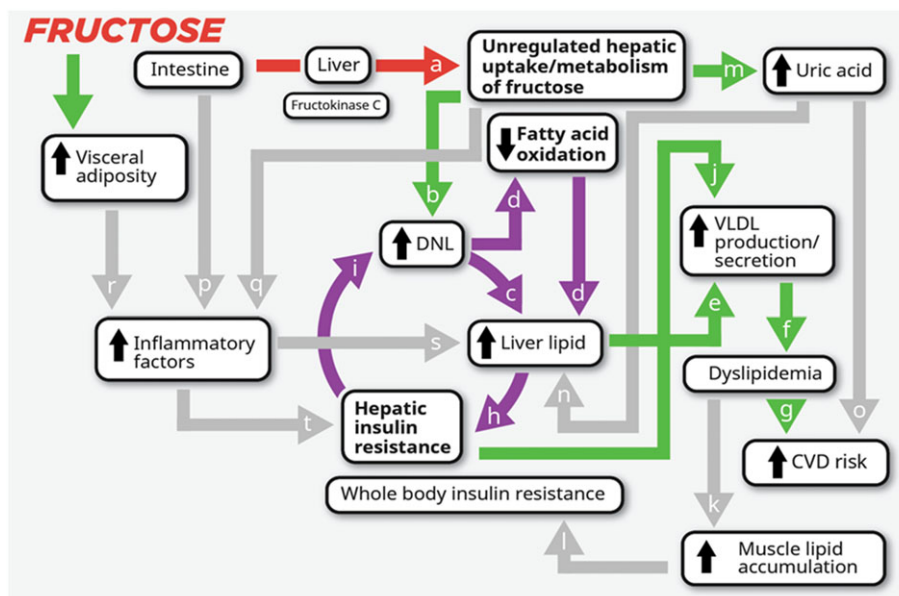 FRUCTOSE
Intestine
Liver
Fructokinase C
a
Unregulated hepatic
uptake/metabolism
of fructose
m
Uric acid
Visceral
adiposity
b
Fatty acid
oxidation
d
j
DNL
VLDL
production/
secretion
r
p
q
i
c
d
e
f
Inflammatory
factors
s
Liver lipid
Dyslipidemia
t
Hepatic
insulin
resistance
h
n
g
o
CVD risk
Whole body insulin resistance
k
l
Muscle lipid
accumulation